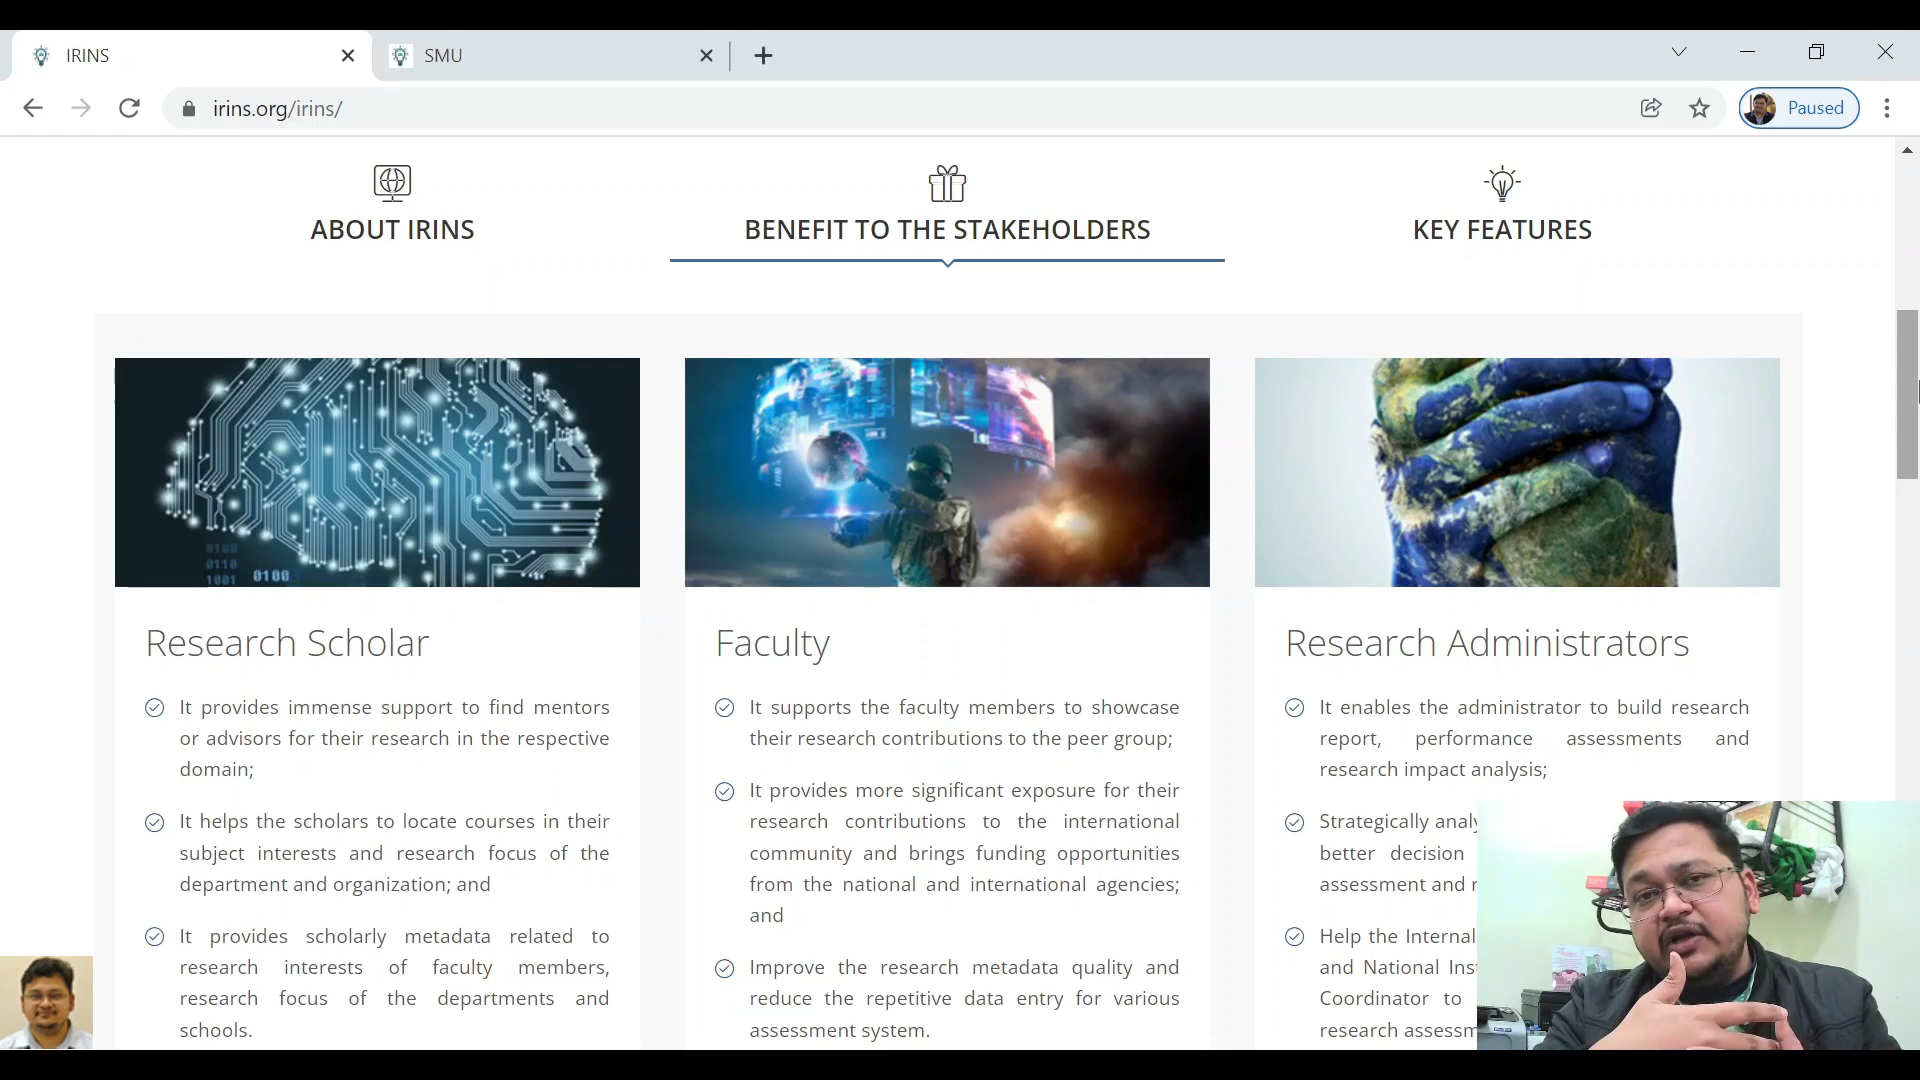 IRINS
SMU
irins.org/irins/
Paused
ABOUT IRINS
BENEFIT TO THE STAKEHOLDERS
KEY FEATURES
0100
0110
1001
0100
Research Scholar
It provides immense support to find mentors
or advisors for their research in the respective
domain;
It helps the scholars to locate courses in their
subject interests and research focus of the
department and organization; and
It provides scholarly metadata related to
research interests of faculty members,
research focus of the departments and
schools.
Faculty
It supports the faculty members to showcase
their research contributions to the peer group;
It provides more significant exposure for their
research contributions to the international
community and brings funding opportunities
from the national and international agencies;
and
Improve the research metadata quality and
reduce the repetitive data entry for various
assessment system.
Research Administrators
It enables the administrator to build research
report, performance assessments and
research impact analysis;
Strategically
better decision
assessment and
Help the
and National
Coordinator to
research